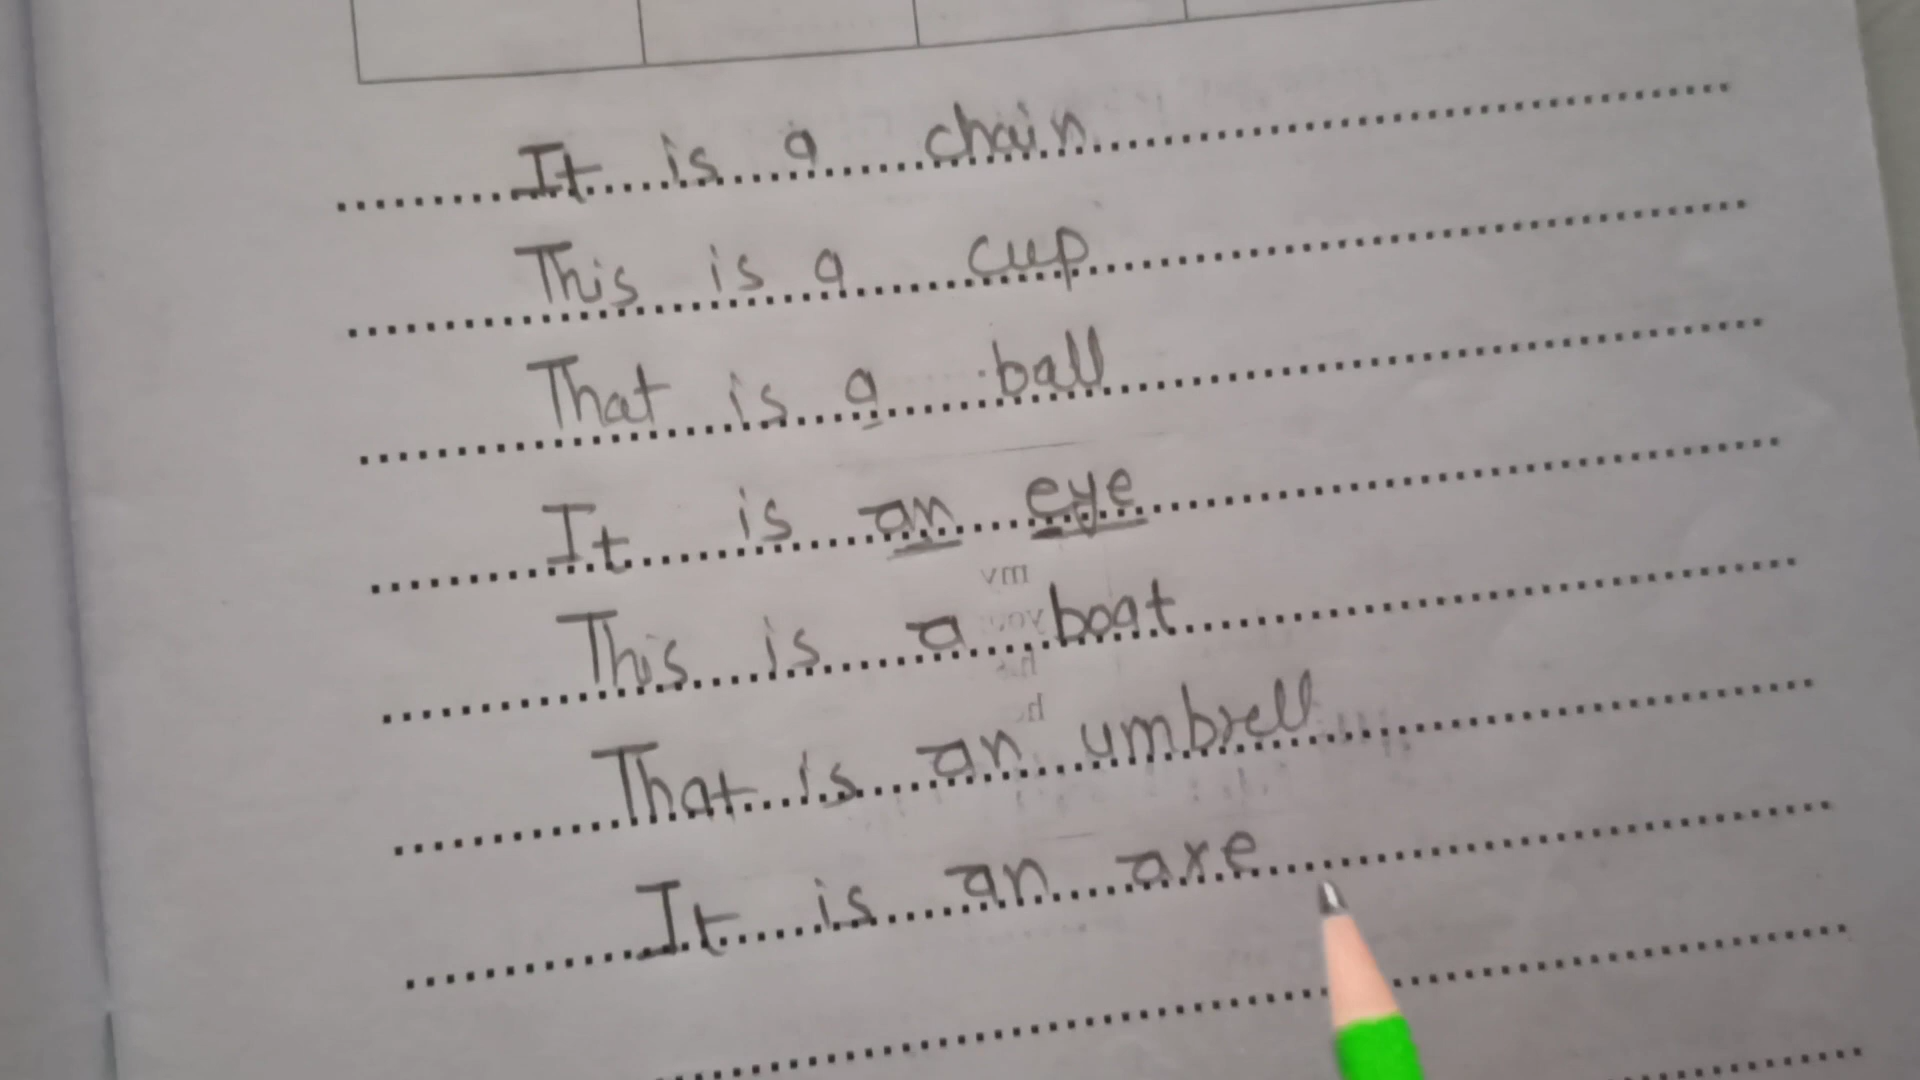 It is a chain
This is a cup
That is a ball
It is an eye
my
This is a boat
That is an umbrell
It is an axe